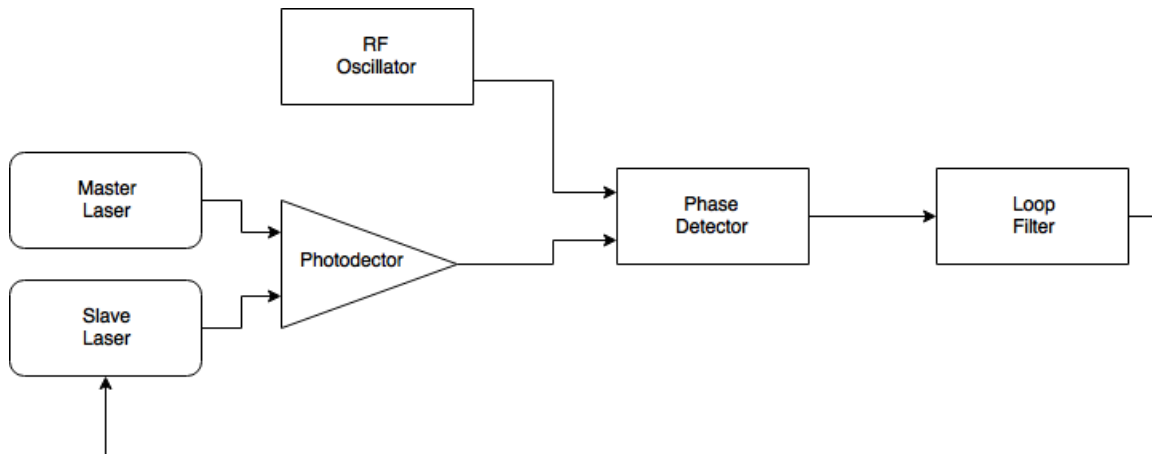 RF
Oscillator
Master
Laser
Phase
Detector
Loop
Filter
Photodector
Slave
Laser